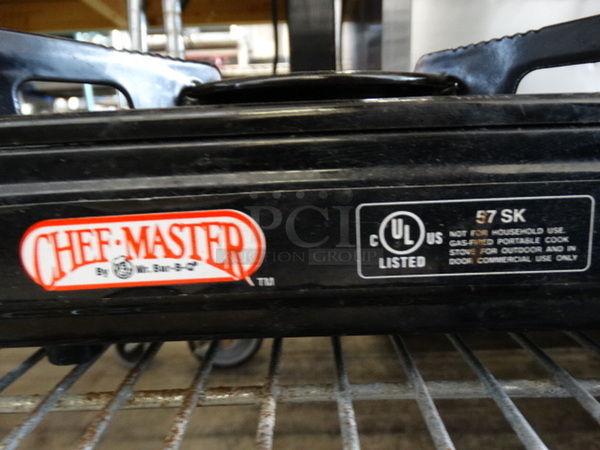 CHEF·MASTER
By Mr. Bar-B-Q®
TM
PCI
AUCTION GROUP
C UL US
LISTED
57 SK
NOT FOR HOUSEHOLD USE.
GAS-FIRED PORTABLE COOK
STOVE FOR OUTDOOR AND IN
DOOR COMMERCIAL USE ONLY